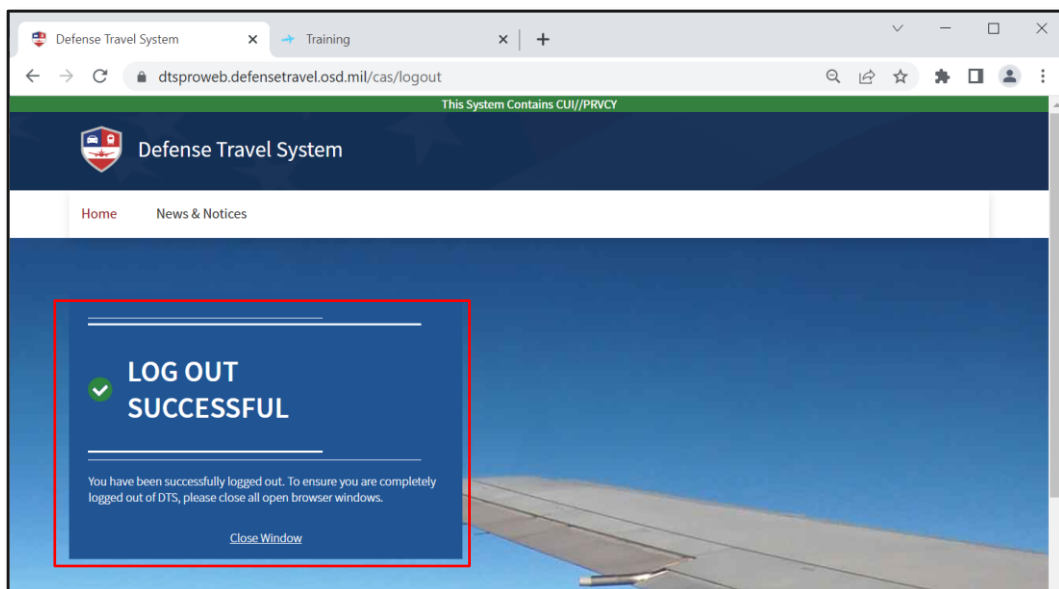 Defense Travel System
Training
dtsproweb.defensetravel.osd.mil/cas/logout
This System Contains CUI//PRVCY
Defense Travel System
Home News & Notices
LOG OUT
SUCCESSFUL
You have been successfully logged out. To ensure you are completely
logged out of DTS, please close all open browser windows.
Close Window